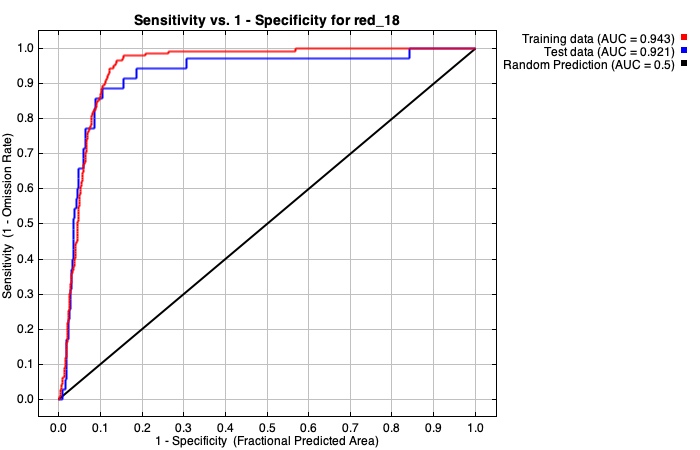 Sensitivity vs. 1 - Specificity for red_18
Training data (AUC = 0.943)
Test data (AUC = 0.921)
Random Prediction (AUC = 0.5)
Sensitivity (1 - Omission Rate)
1.0
0.9
0.8
0.7
0.6
0.5
0.4
0.3
0.2
0.1
0.0
0.0 0.1 0.2 0.3 0.4 0.5 0.6 0.7 0.8 0.9 1.0
1 - Specificity (Fractional Predicted Area)